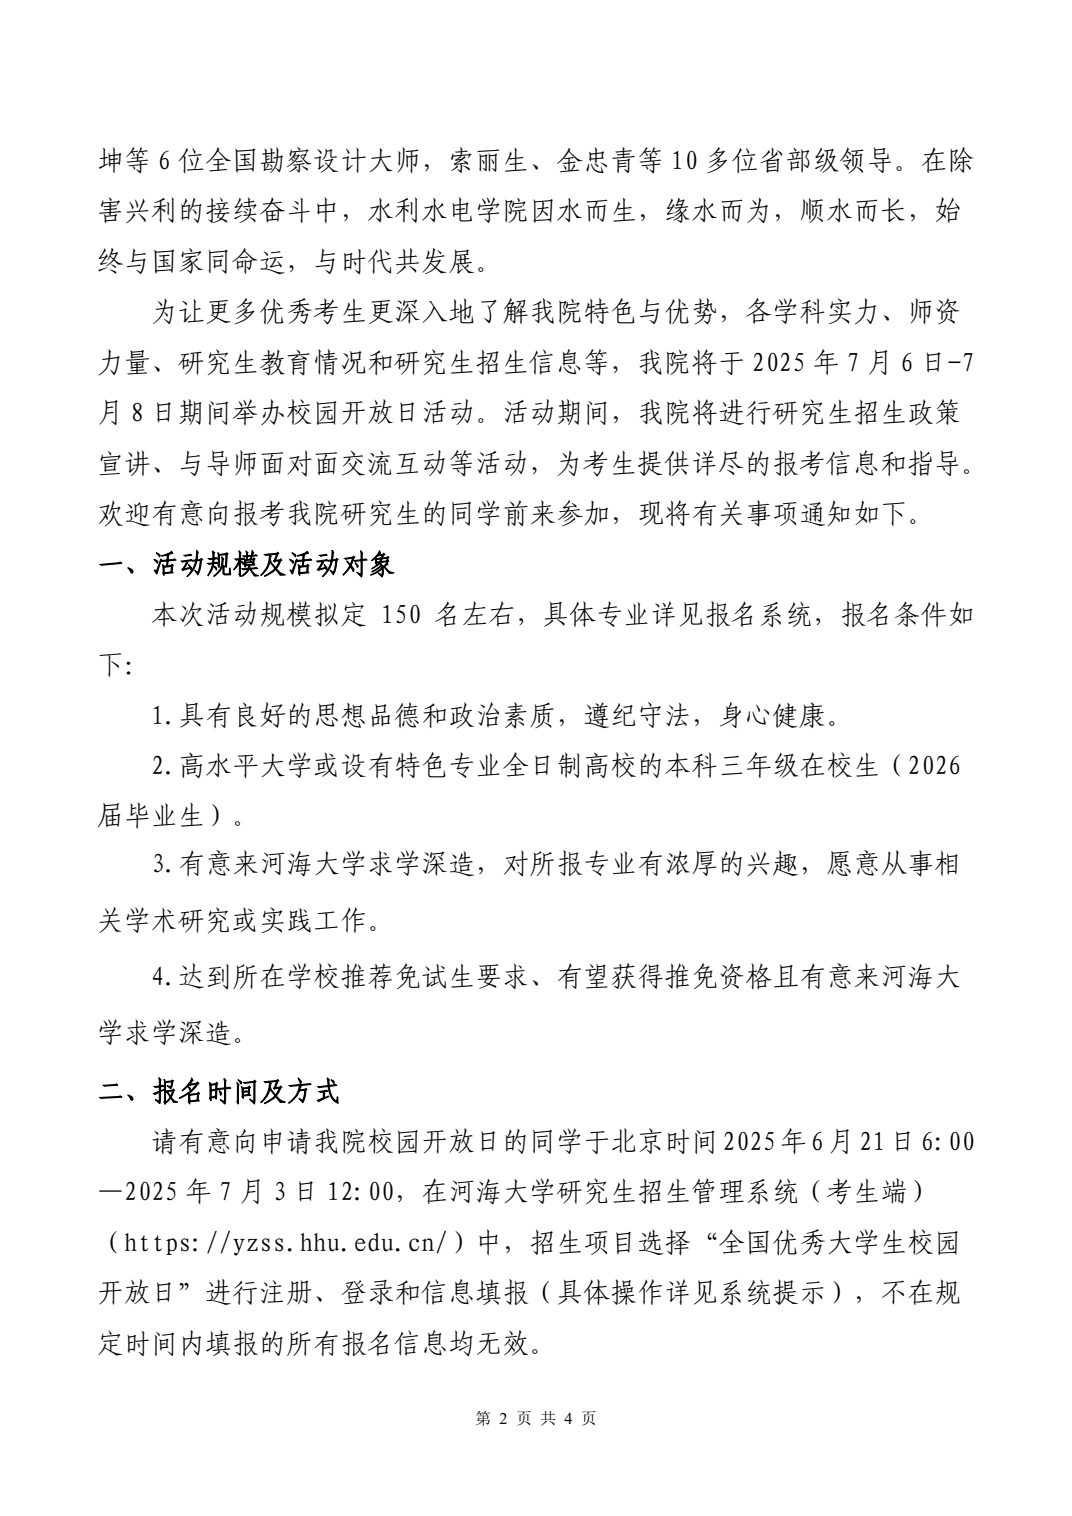 坤等 6 位全国勘察设计大师，索丽生、金忠青等 10 多位省部级领导。在除
害兴利的接续奋斗中，水利水电学院因水而生，缘水而为，顺水而长，始
终与国家同命运，与时代共发展。
为让更多优秀考生更深入地了解我院特色与优势，各学科实力、师资
力量、研究生教育情况和研究生招生信息等，我院将于 2025 年 7 月 6 日-7
月 8 日期间举办校园开放日活动。活动期间，我院将进行研究生招生政策
宣讲、与导师面对面交流互动等活动，为考生提供详尽的报考信息和指导。
欢迎有意向报考我院研究生的同学前来参加，现将有关事项通知如下。
一、活动规模及活动对象
本次活动规模拟定 150 名左右，具体专业详见报名系统，报名条件如
下：
1.具有良好的思想品德和政治素质，遵纪守法，身心健康。
2.高水平大学或设有特色专业全日制高校的本科三年级在校生（2026
届毕业生）。
3.有意来河海大学求学深造，对所报专业有浓厚的兴趣，愿意从事相
关学术研究或实践工作。
4.达到所在学校推荐免试生要求、有望获得推免资格且有意来河海大
学求学深造。
二、报名时间及方式
请有意向申请我院校园开放日的同学于北京时间 2025 年 6 月 21 日 6：00
—2025 年 7 月 3 日 12：00，在河海大学研究生招生管理系统（考生端）
（https://yzss.hhu.edu.cn/）中，招生项目选择“全国优秀大学生校园
开放日”进行注册、登录和信息填报（具体操作详见系统提示），不在规
定时间内填报的所有报名信息均无效。
第 2 页 共 4 页